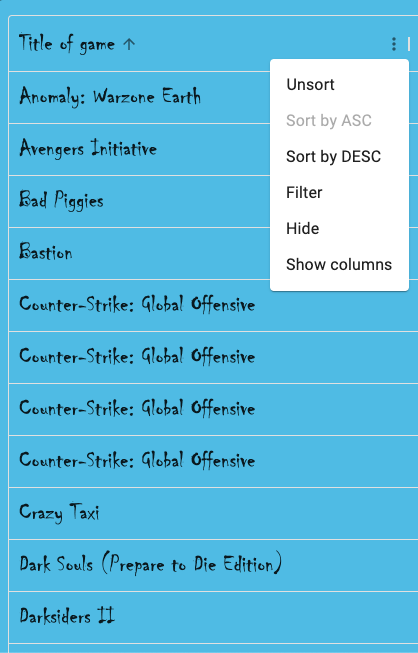 Title of game ↑
Unsort
Sort by ASC
Sort by DESC
Filter
Hide
Show columns
Anomaly: Warzone Earth
Avengers Initiative
Bad Piggies
Bastion
Counter-Strike: Global Offensive
Counter-Strike: Global Offensive
Counter-Strike: Global Offensive
Counter-Strike: Global Offensive
Crazy Taxi
Dark Souls (Prepare to Die Edition)
Darksiders II